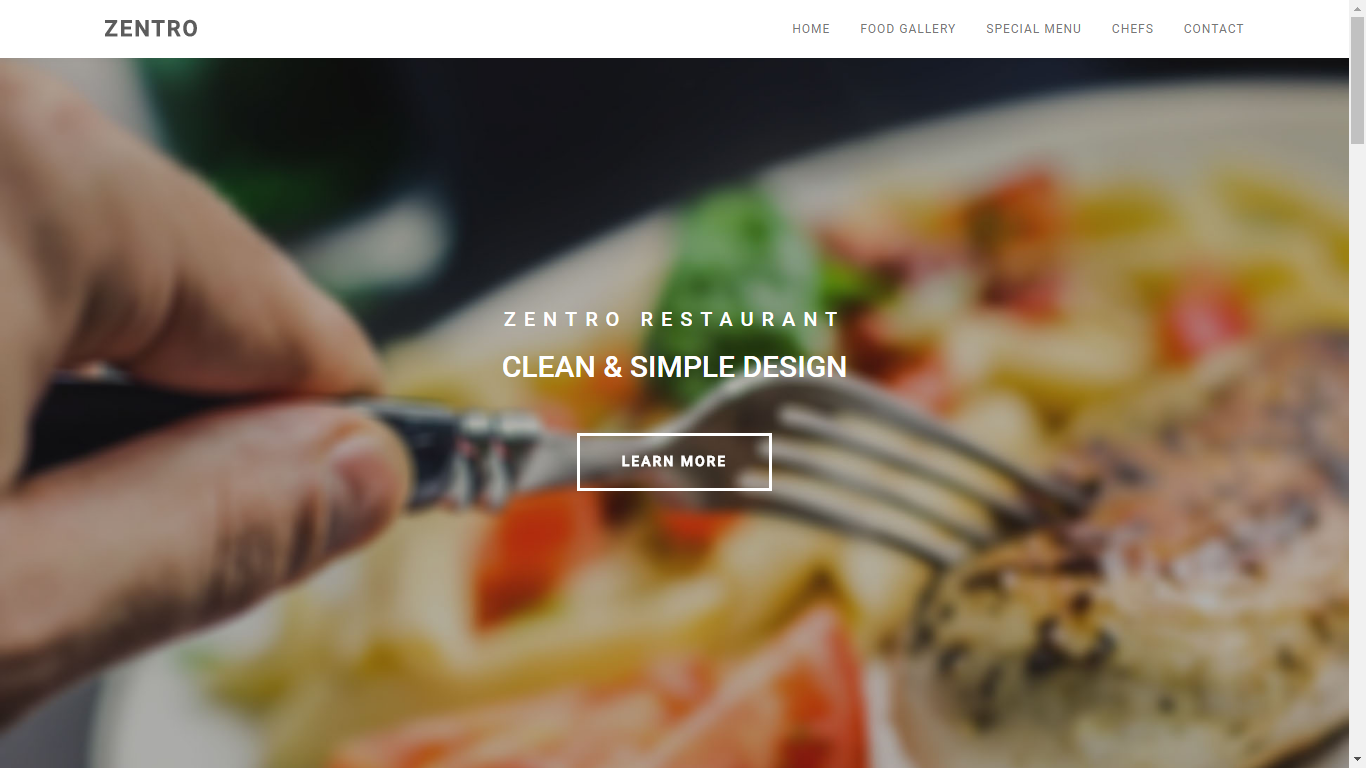 ZENTRO
HOME FOOD GALLERY SPECIAL MENU CHEFS CONTACT
ZENTRO RESTAURANT
CLEAN & SIMPLE DESIGN
LEARN MORE